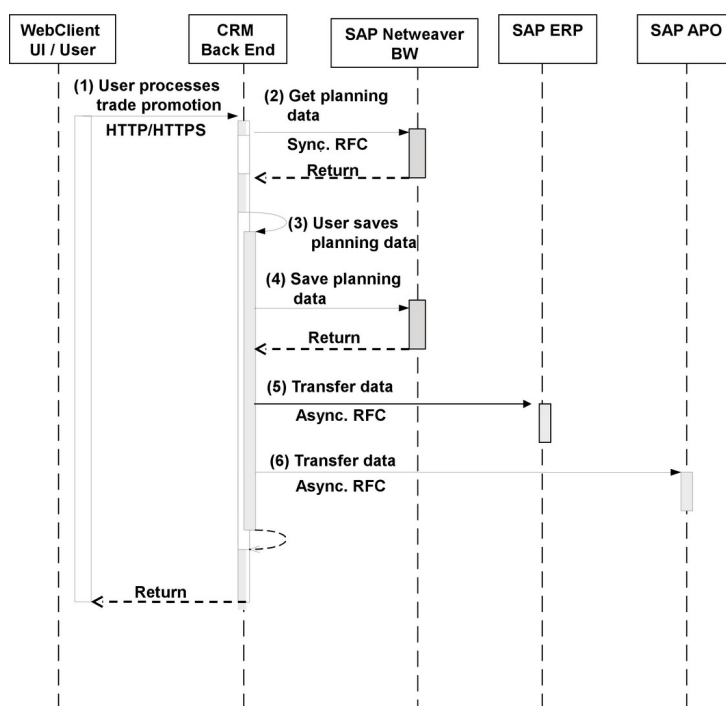 WebClient
UI / User
CRM
Back End
SAP Netweaver
BW
SAP ERP
SAP APO
(1) User processes
trade promotion
HTTP/HTTPS
(2) Get planning
data
Sync. RFC
Return
(3) User saves
planning data
(4) Save planning
data
Return
(5) Transfer data
Async. RFC
(6) Transfer data
Async. RFC
Return